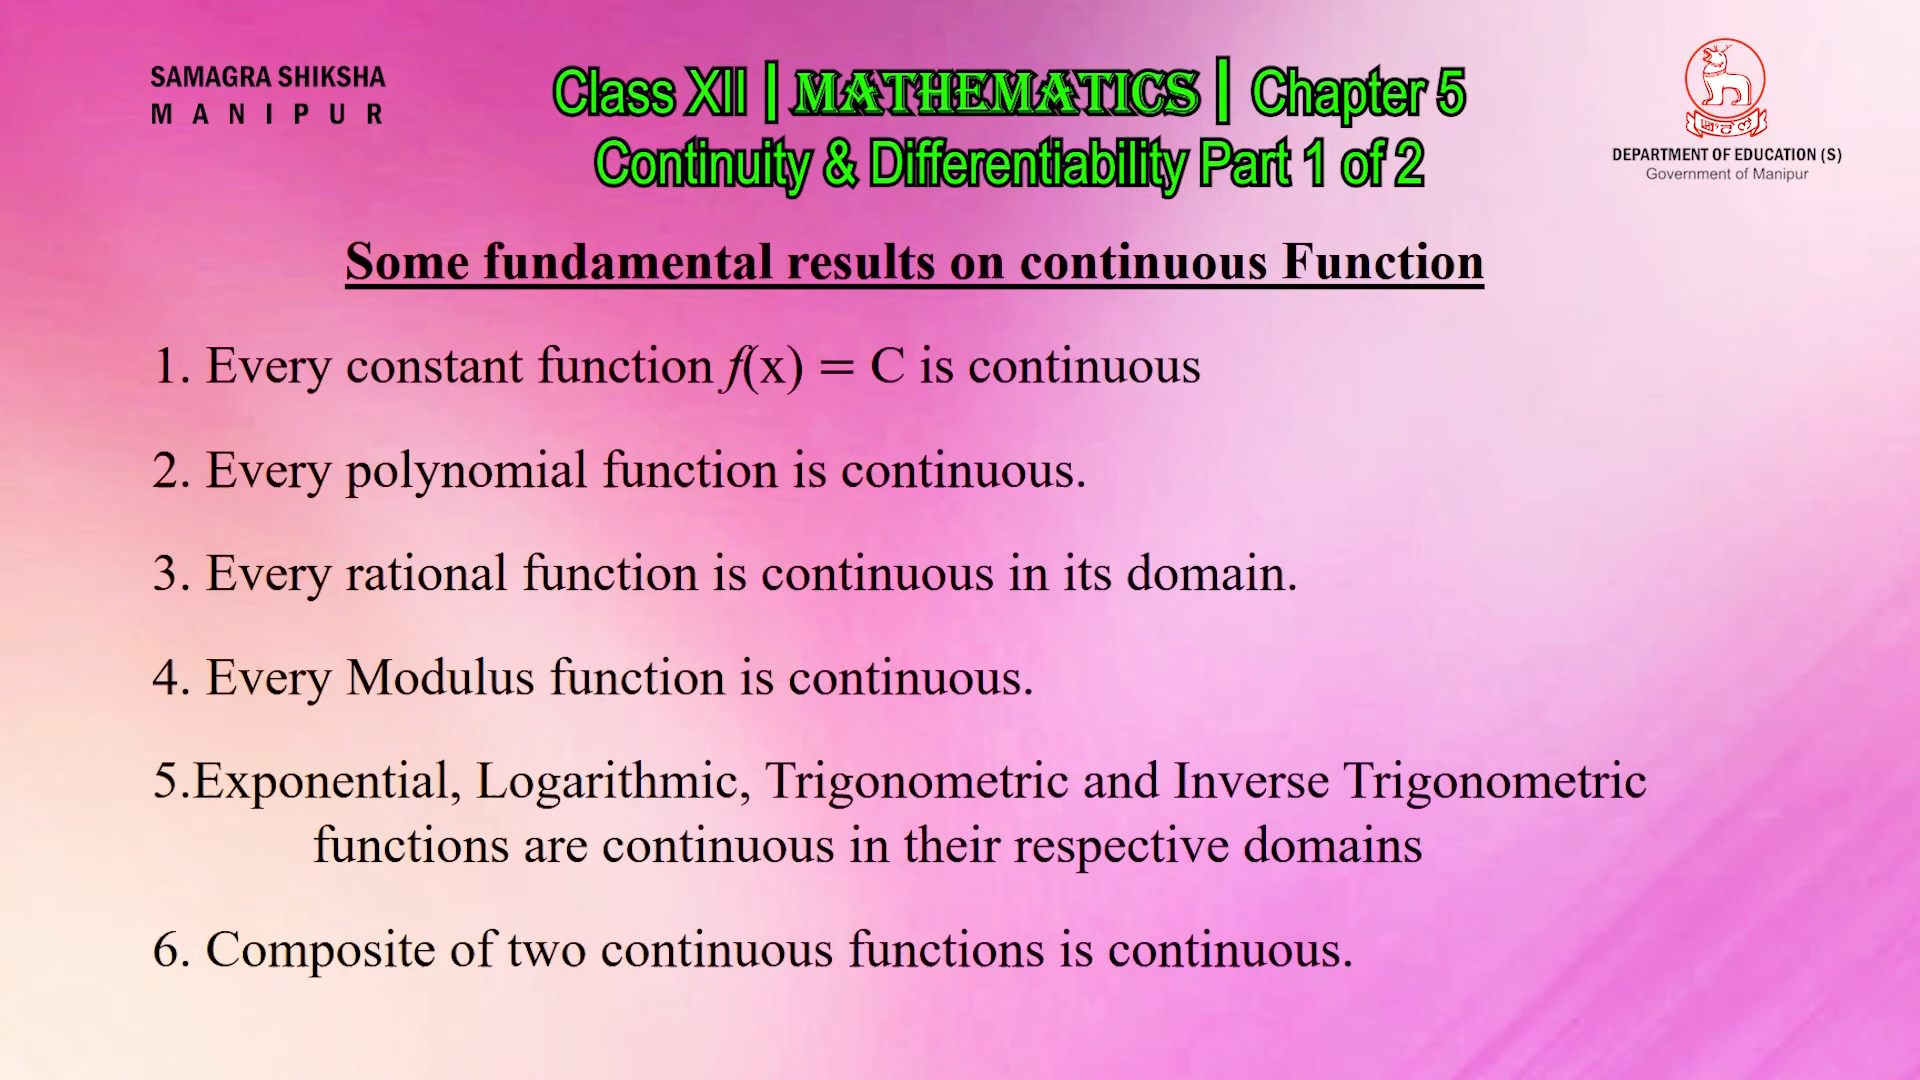 SAMAGRA SHIKSHA
MANIPUR
Class XII | MATHEMATICS | Chapter 5
Continuity & Differentiability Part 1 of 2
DEPARTMENT OF EDUCATION (S)
Government of Manipur
Some fundamental results on continuous Function
1. Every constant function f(x) = C is continuous
2. Every polynomial function is continuous.
3. Every rational function is continuous in its domain.
4. Every Modulus function is continuous.
5.Exponential, Logarithmic, Trigonometric and Inverse Trigonometric
functions are continuous in their respective domains
6. Composite of two continuous functions is continuous.